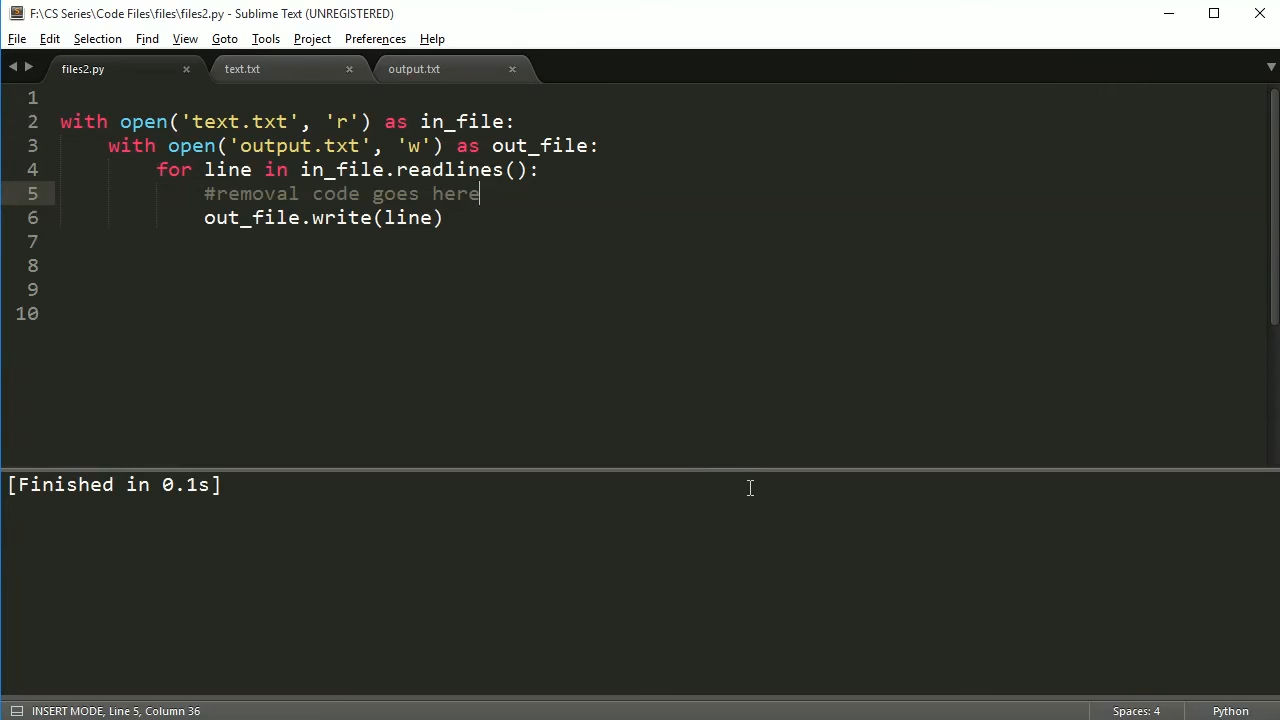 F:\CS Series\Code Files\files\files2.py - Sublime Text (UNREGISTERED)
File Edit Selection Find View Goto Tools Project Preferences Help
files2.py text.txt output.txt
1
2 with open('text.txt', 'r') as in_file:
3 with open('output.txt', 'w') as out_file:
4 for line in in_file.readlines():
5 #removal code goes here
6 out_file.write(line)
7
8
9
10
[Finished in 0.1s]
INSERT MODE, Line 5, Column 36 Spaces: 4 Python